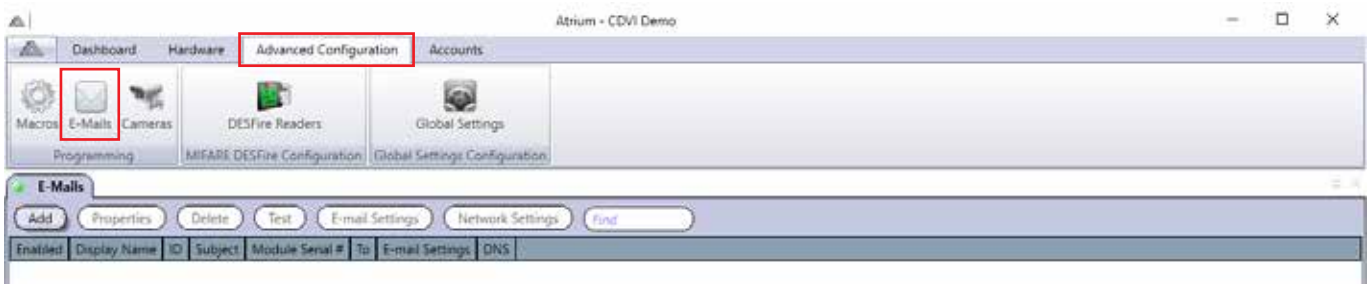 Atrium - CDVI Demo
Dashboard Hardware Advanced Configuration Accounts
Macros E-Mails Cameras DESFire Readers Global Settings
Programming MIFARE DESFire Configuration Global Settings Configuration
E-Mails
Add Properties Delete Test E-mail Settings Network Settings Find
Enabled Display Name ID Subject Module Serial # To E-mail Settings DNS